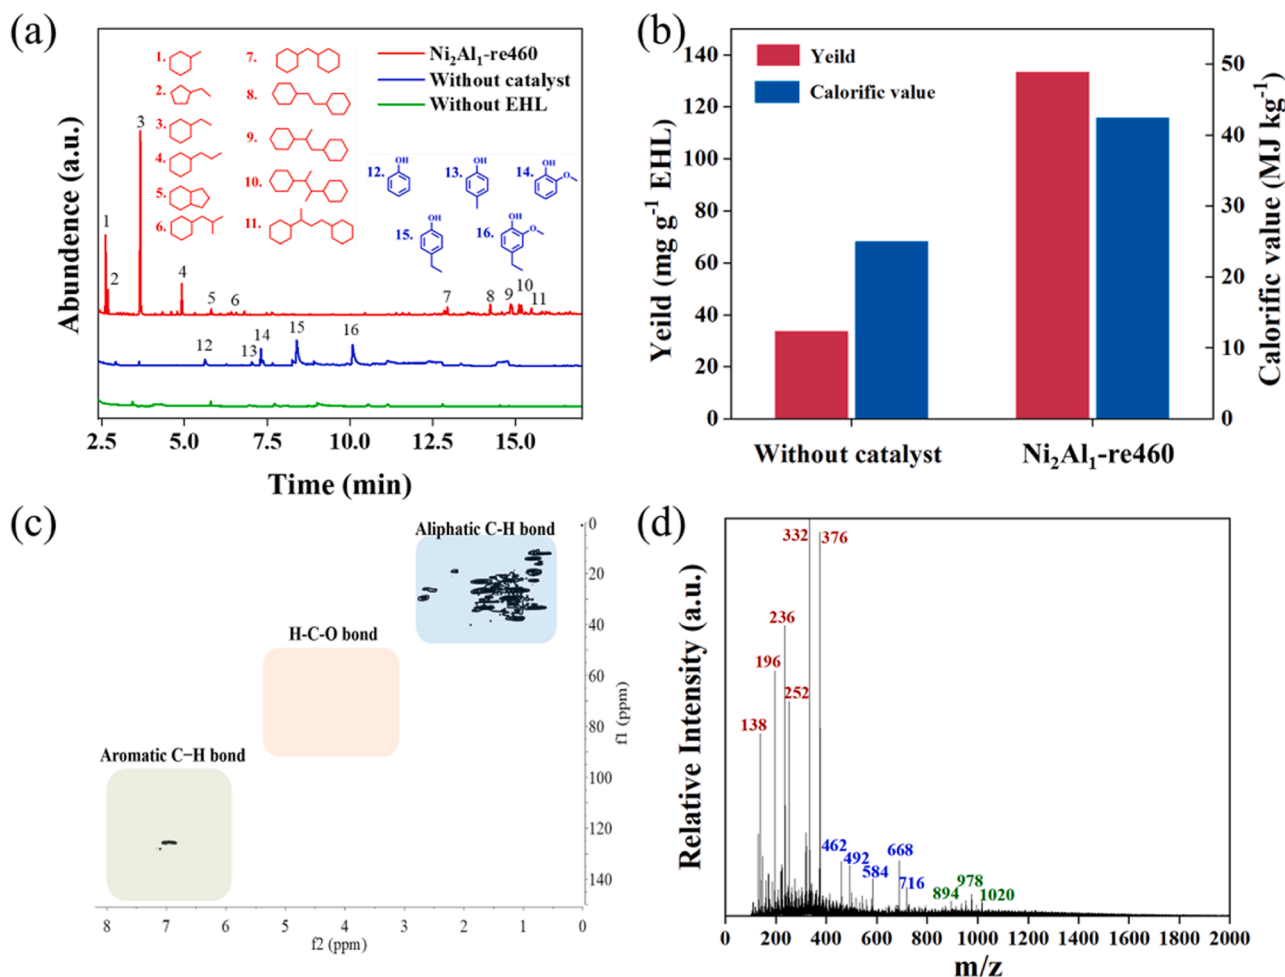 (a)
Abundence (a.u.)
Time (min)
2.5 5.0 7.5 10.0 12.5 15.0
Ni₂Al₁-re460
Without catalyst
Without EHL
1.
2.
3.
4.
5.
6.
7.
8.
9.
10.
11.
12. OH
13. OH
14. OH O
15. OH
16. OH O
1
2
3
4
5
6
7
8
9
10
11
12
13
14
15
16
(b)
Yeild (mg g⁻¹ EHL)
140
120
100
80
60
40
20
0
Yeild
Calorific value
50
40
30
20
10
0
Calorific value (MJ kg⁻¹)
Without catalyst Ni₂Al₁-re460
(c)
Aliphatic C-H bond
H-C-O bond
Aromatic C−H bond
0
20
40
60
80
100
120
140
f1 (ppm)
8 7 6 5 4 3 2 1 0
f2 (ppm)
(d)
Relative Intensity (a.u.)
332
376
236
196
252
138
462
492
584
668
716
894
978
1020
0 200 400 600 800 1000 1200 1400 1600 1800 2000
m/z